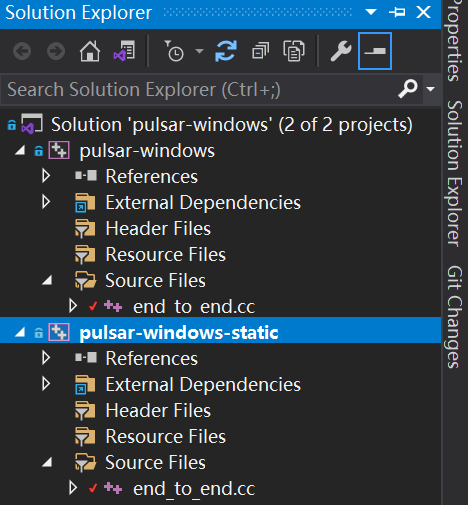 Solution Explorer
Search Solution Explorer (Ctrl+;)
Solution 'pulsar-windows' (2 of 2 projects)
pulsar-windows
References
External Dependencies
Header Files
Resource Files
Source Files
end_to_end.cc
pulsar-windows-static
References
External Dependencies
Header Files
Resource Files
Source Files
end_to_end.cc
Properties
Solution Explorer
Git Changes